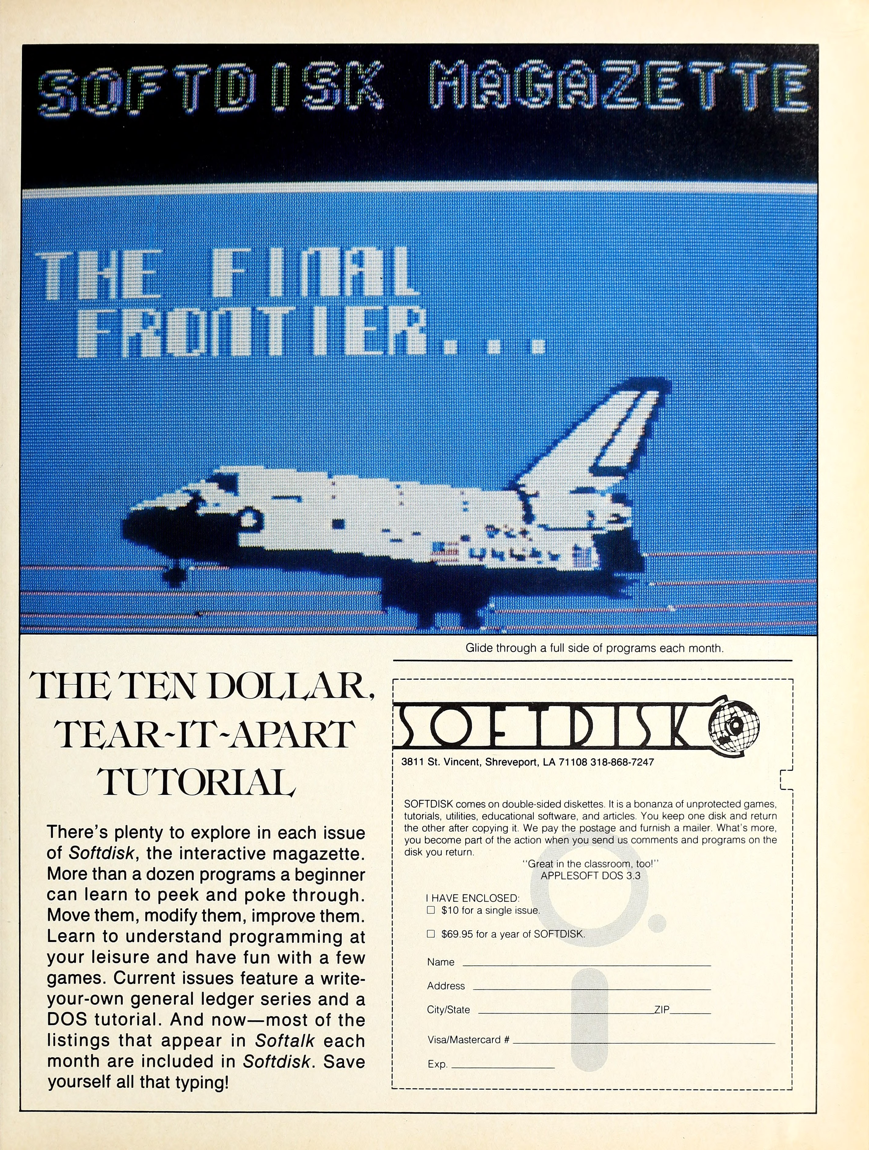 SOFTDISK MAGAZETTE
THE FINAL
FRONTIER...
Glide through a full side of programs each month.
THE TEN DOLLAR,
TEAR-IT-APART
TUTORIAL
There's plenty to explore in each issue
of Softdisk, the interactive magazette.
More than a dozen programs a beginner
can learn to peek and poke through.
Move them, modify them, improve them.
Learn to understand programming at
your leisure and have fun with a few
games. Current issues feature a write-
your-own general ledger series and a
DOS tutorial. And now—most of the
listings that appear in Softalk each
month are included in Softdisk. Save
yourself all that typing!
SOFTDISK
3811 St. Vincent, Shreveport, LA 71108 318-868-7247
SOFTDISK comes on double-sided diskettes. It is a bonanza of unprotected games,
tutorials, utilities, educational software, and articles. You keep one disk and return
the other after copying it. We pay the postage and furnish a mailer. What's more,
you become part of the action when you send us comments and programs on the
disk you return.
"Great in the classroom, too!"
APPLESOFT DOS 3.3
I HAVE ENCLOSED:
☐ $10 for a single issue.
☐ $69.95 for a year of SOFTDISK.
Name
Address
City/State ZIP
Visa/Mastercard #
Exp.